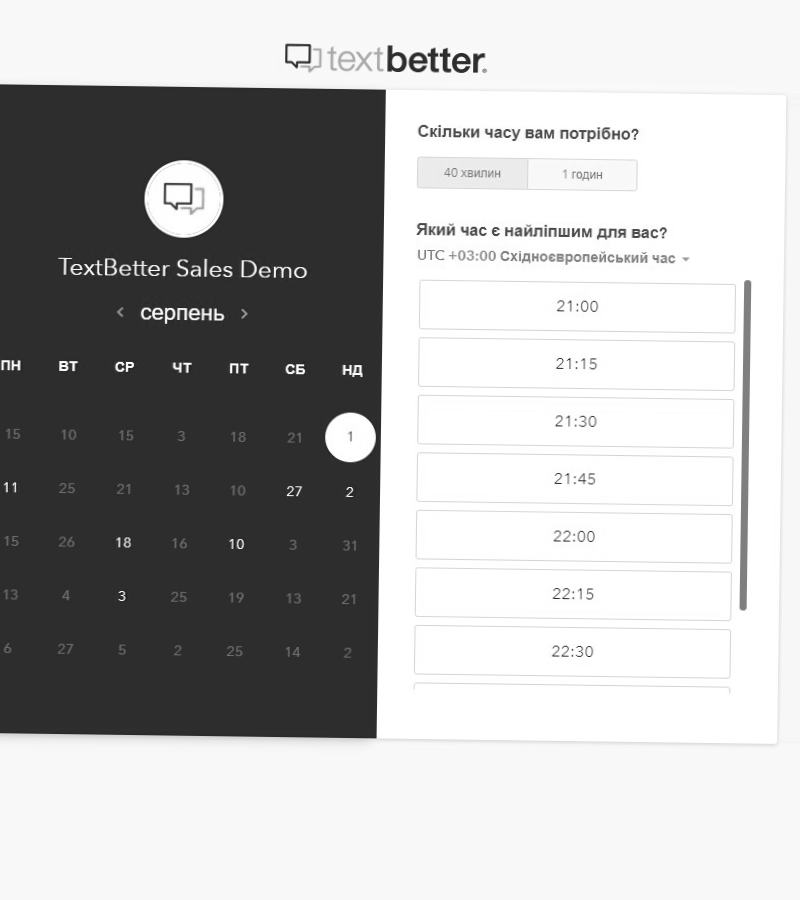 textbetter.
TextBetter Sales Demo
серпень
ПН ВТ СР ЧТ ПТ СБ НД
15 10 15 3 18 21 1
11 25 21 13 10 27 2
15 26 18 16 10 3 31
13 4 3 25 19 13 21
6 27 5 2 25 14 2
Скільки часу вам потрібно?
40 хвилин 1 годин
Який час є найліпшим для вас?
UTC +03:00 Східноєвропейський час
21:00
21:15
21:30
21:45
22:00
22:15
22:30